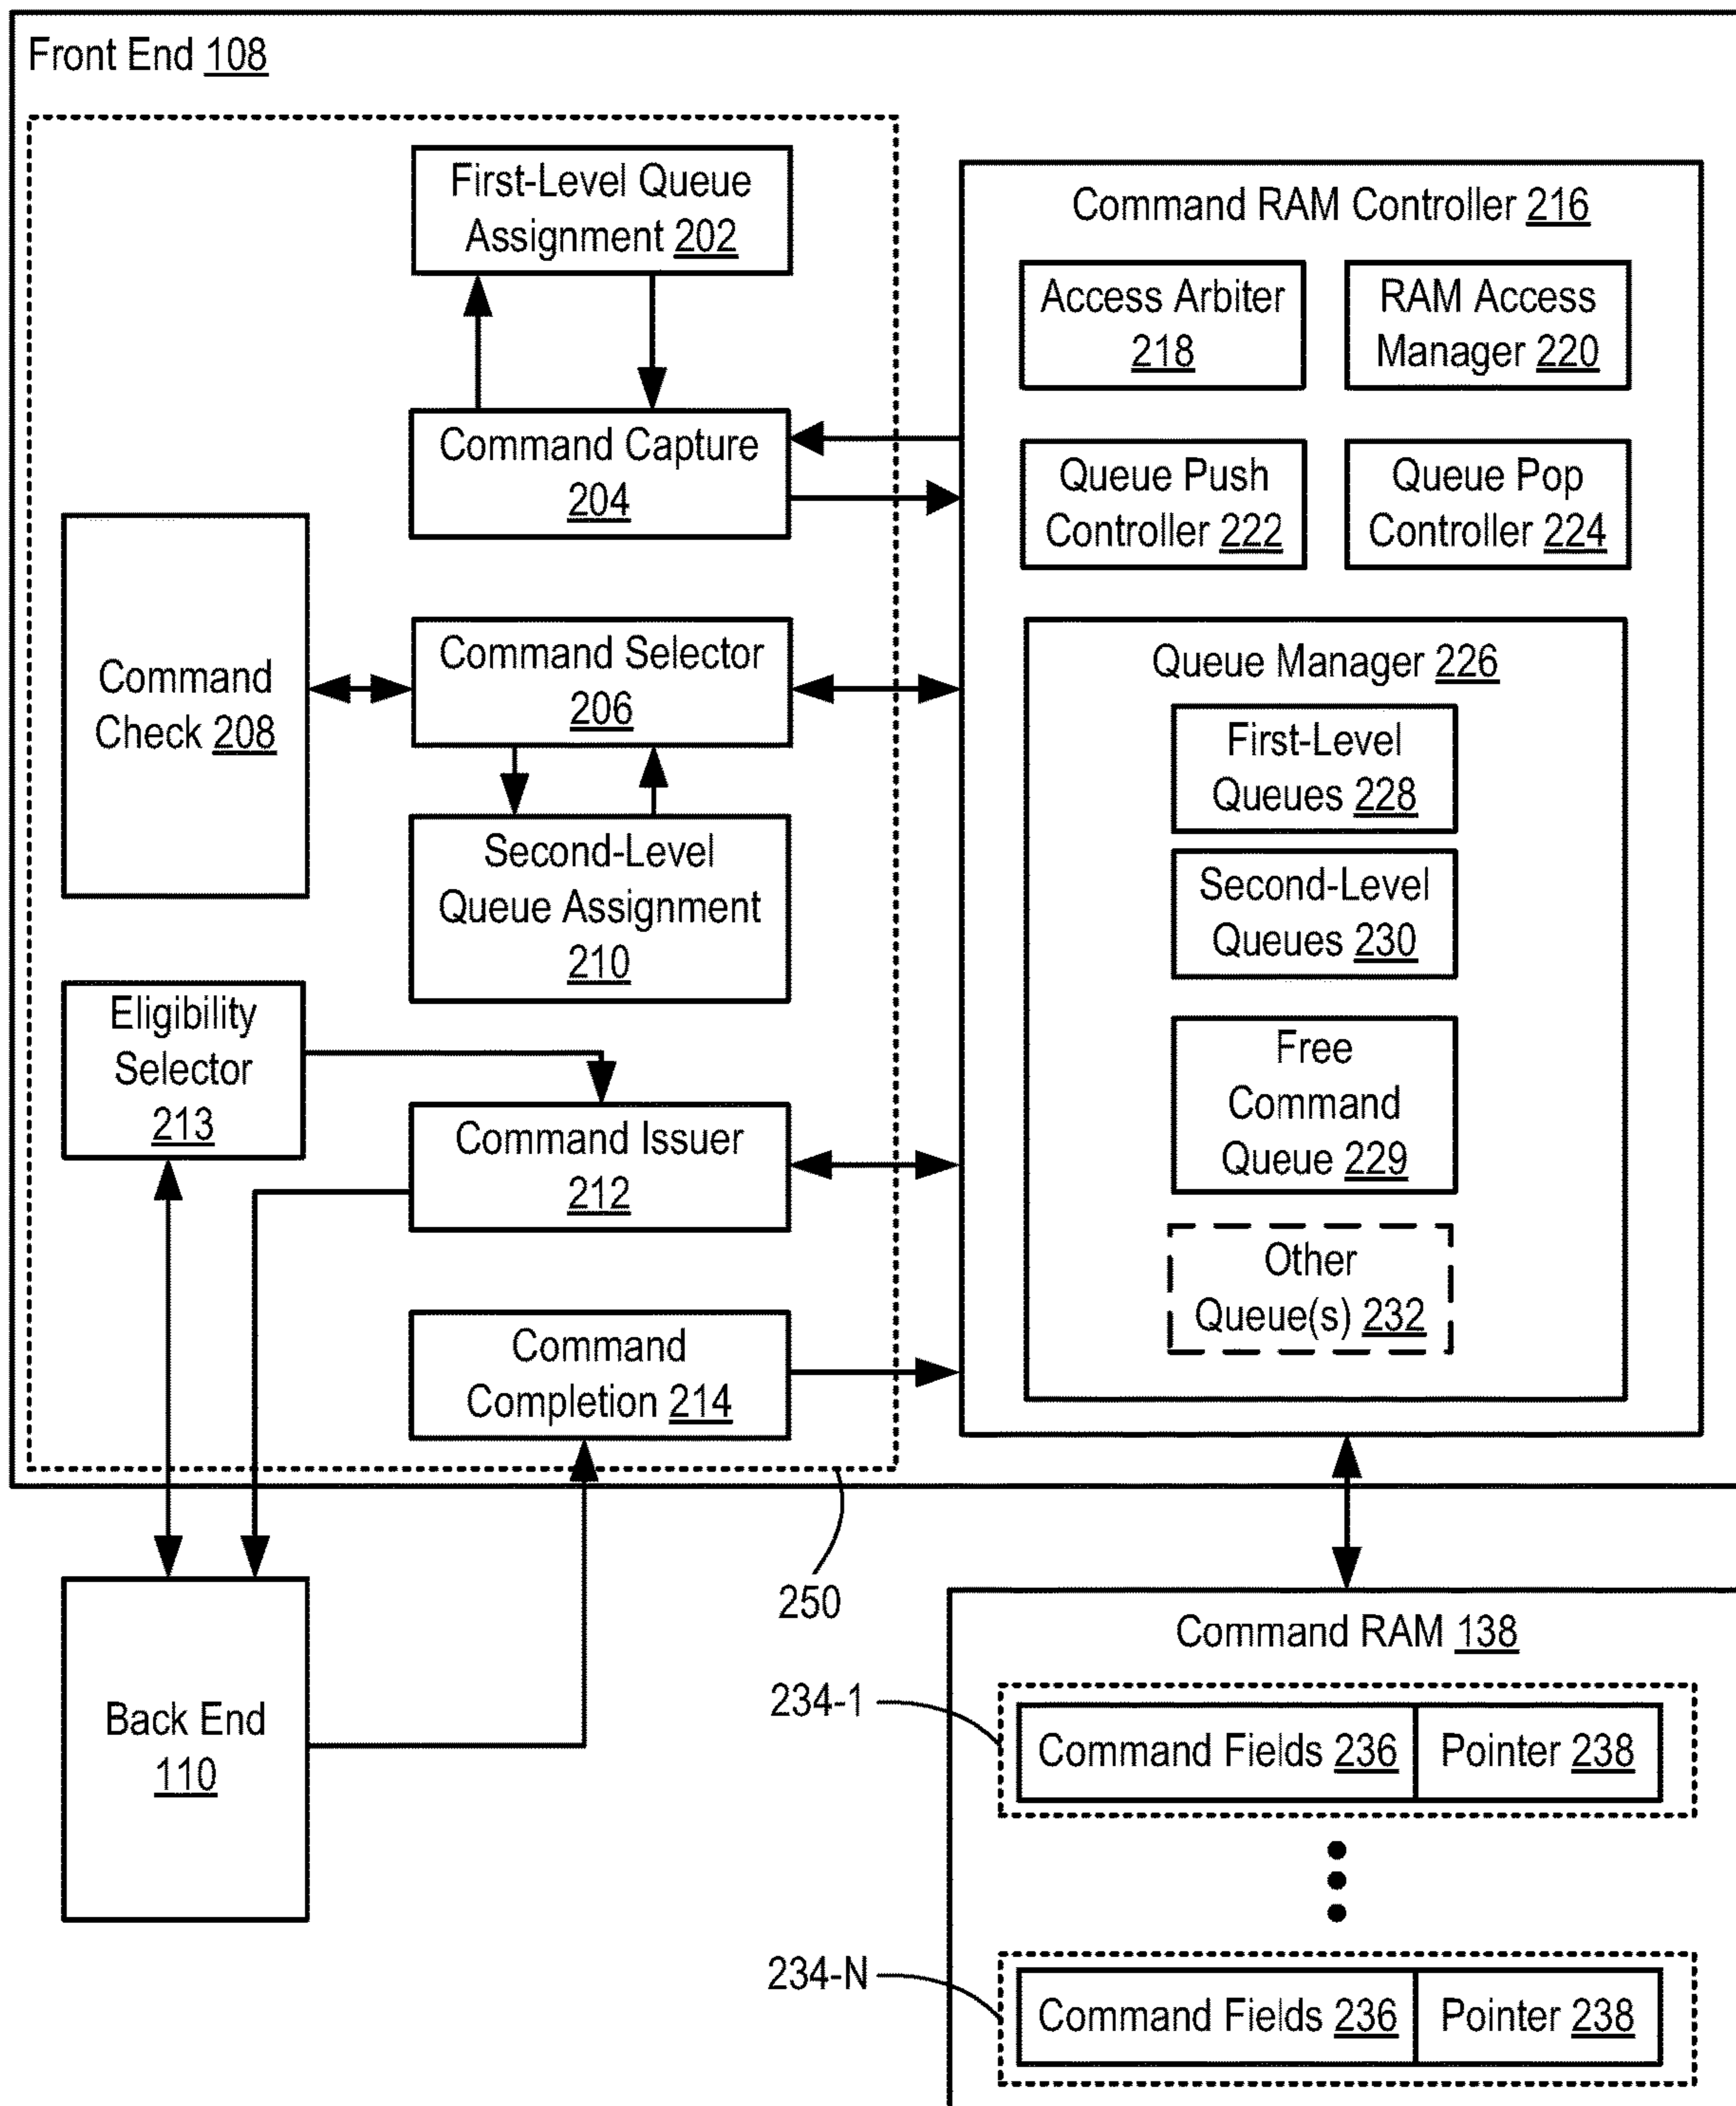 Front End 108
First-Level Queue
Assignment 202
Command Capture
204
Command
Check 208
Command Selector
206
Second-Level
Queue Assignment
210
Eligibility
Selector
213
Command Issuer
212
Command
Completion 214
Command RAM Controller 216
Access Arbiter
218
RAM Access
Manager 220
Queue Push
Controller 222
Queue Pop
Controller 224
Queue Manager 226
First-Level
Queues 228
Second-Level
Queues 230
Free
Command
Queue 229
Other
Queue(s) 232
250
Back End
110
Command RAM 138
234-1
Command Fields 236
Pointer 238
234-N
Command Fields 236
Pointer 238